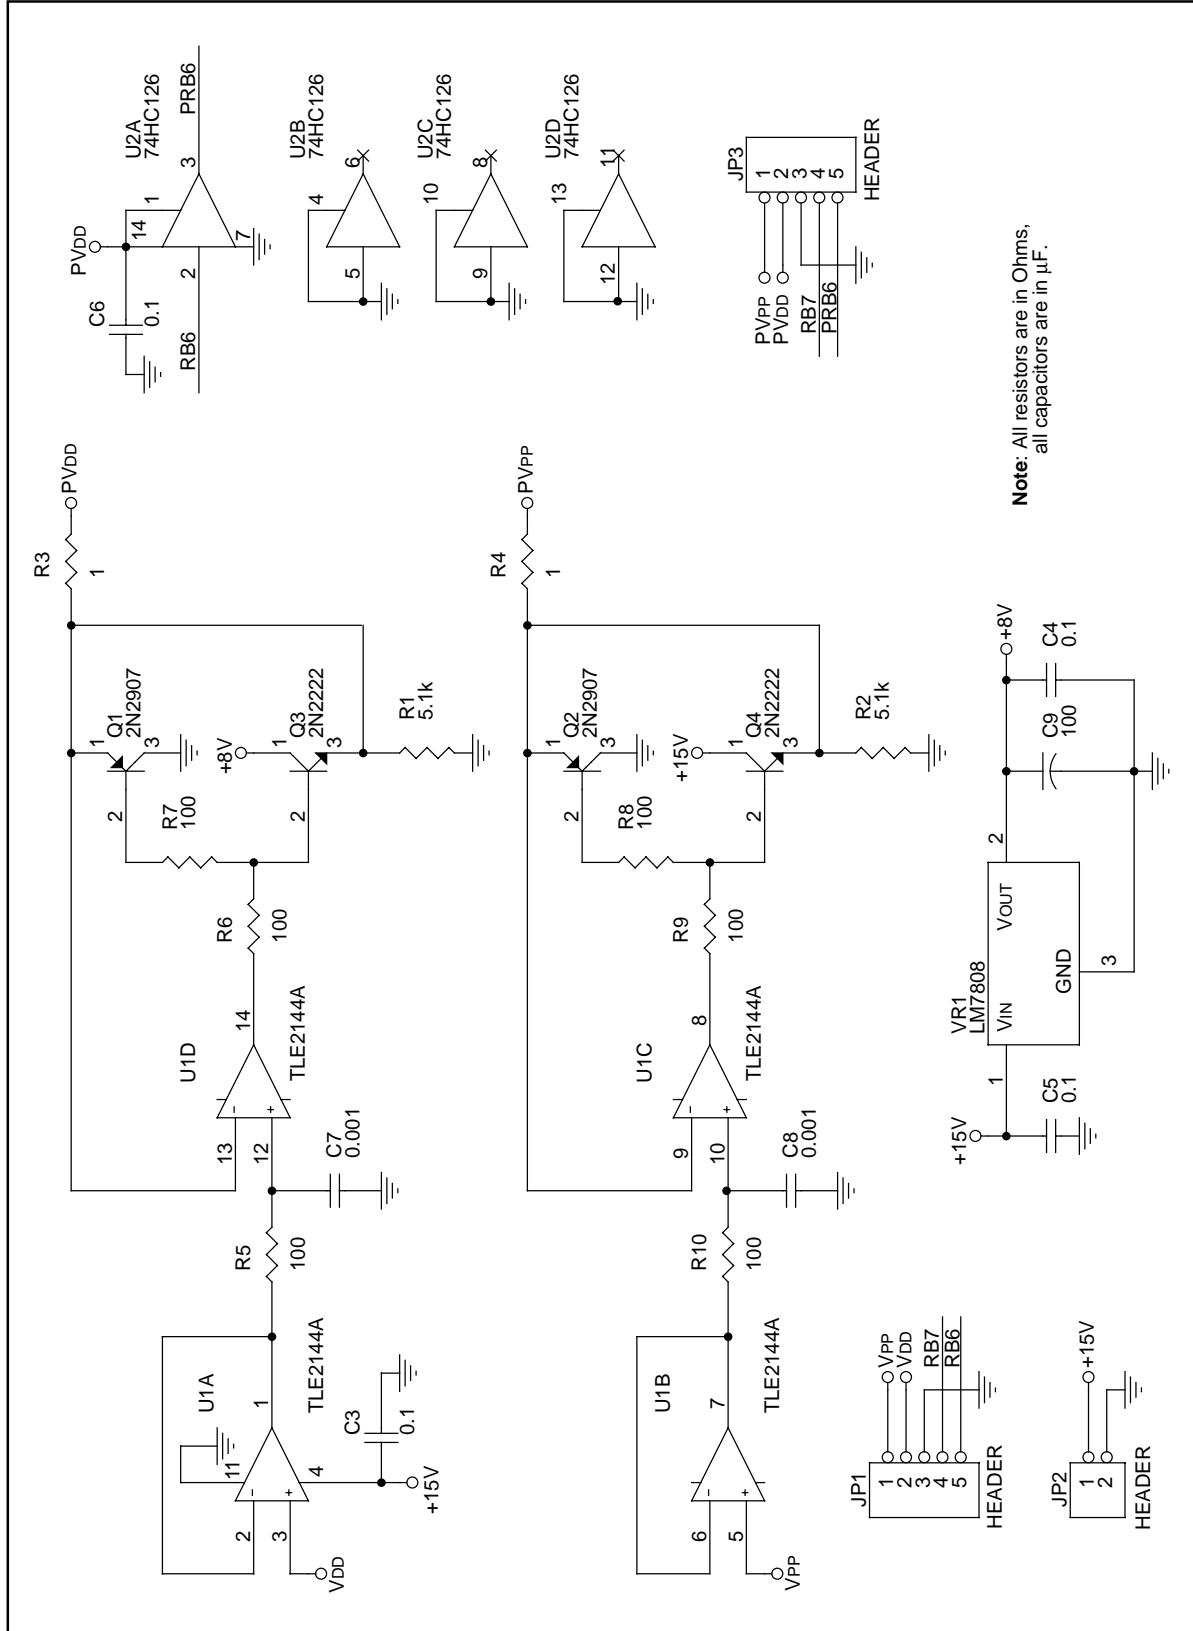 U1A
11
2
3
1
4
VDD
TLE2144A
C3
0.1
+15V
R5
100
C7
0.001
U1D
13
12
14
TLE2144A
R6
100
R7
100
2
1
Q1
2N2907
3
+8V
1
Q3
2N2222
2
3
R1
5.1k
R3
1
PVDD
U1B
6
5
7
VPP
TLE2144A
R10
100
C8
0.001
U1C
9
10
8
TLE2144A
R9
100
R8
100
2
1
Q2
2N2907
3
+15V
1
Q4
2N2222
2
3
R2
5.1k
R4
1
PVPP
C6
0.1
PVDD
14
1
U2A
74HC126
RB6
2
3
PRB6
7
U2B
74HC126
4
5
6
U2C
74HC126
10
9
8
U2D
74HC126
13
12
11
JP3
PVPP
1
PVDD
2
3
RB7
4
PRB6
5
HEADER
JP1
1
VPP
2
VDD
3
4
RB7
5
RB6
HEADER
JP2
1
+15V
2
HEADER
+15V
1
C5
0.1
VR1
LM7808
VIN
VOUT
GND
2
3
C9
100
C4
0.1
+8V
Note: All resistors are in Ohms,
all capacitors are in µF.